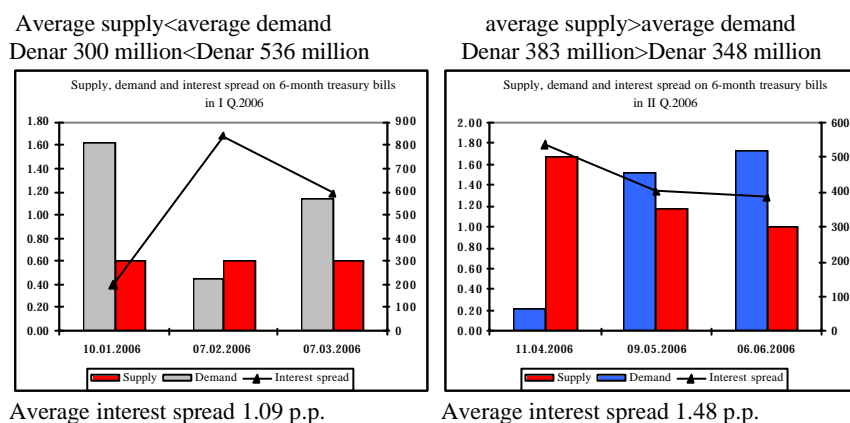 Average supply<average demand
Denar 300 million<Denar 536 million
Supply, demand and interest spread on 6-month treasury bills
in I Q.2006
1.80
1.60
1.40
1.20
1.00
0.80
0.60
0.40
0.20
0.00
900
800
700
600
500
400
300
200
100
0
10.01.2006 07.02.2006 07.03.2006
Supply Demand Interest spread
Average interest spread 1.09 p.p.
average supply>average demand
Denar 383 million>Denar 348 million
Supply, demand and interest spread on 6-month treasury bills
in II Q.2006
2.00
1.80
1.60
1.40
1.20
1.00
0.80
0.60
0.40
0.20
0.00
600
500
400
300
200
100
0
11.04.2006 09.05.2006 06.06.2006
Supply Demand Interest spread
Average interest spread 1.48 p.p.